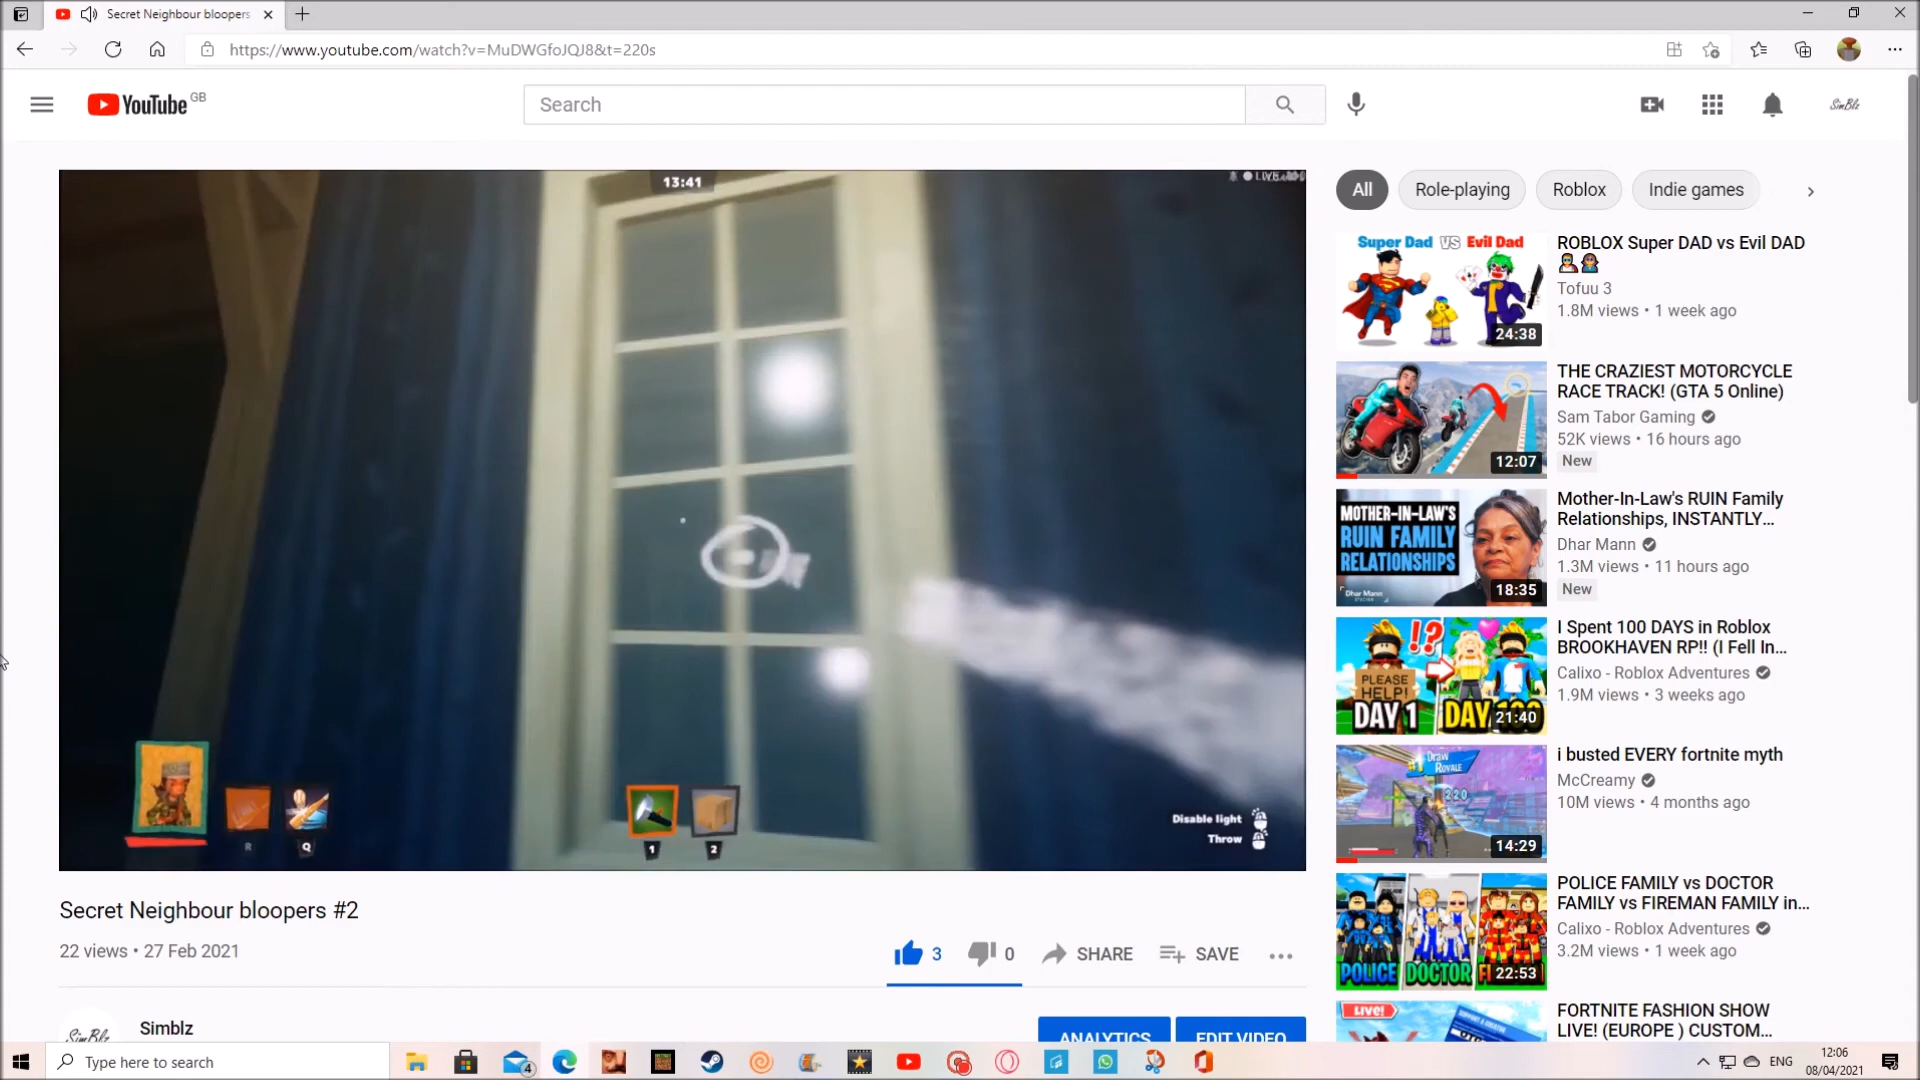 Secret Neighbour bloopers
https://www.youtube.com/watch?v=MuDWGfoJQJ8&t=220s
YouTube GB
Search
SimBlz
13:41
Disable light
Throw
R
Q
1
2
Secret Neighbour bloopers #2
22 views • 27 Feb 2021
3
0
SHARE
SAVE
SimBlz
Simblz
ANALYTICS
EDIT VIDEO
All
Role-playing
Roblox
Indie games
Super Dad VS Evil Dad
24:38
ROBLOX Super DAD vs Evil DAD
Tofuu 3
1.8M views • 1 week ago
12:07
THE CRAZIEST MOTORCYCLE
RACE TRACK! (GTA 5 Online)
Sam Tabor Gaming
52K views • 16 hours ago
New
MOTHER-IN-LAW'S
RUIN FAMILY
RELATIONSHIPS
Dhar Mann
18:35
Mother-In-Law's RUIN Family
Relationships, INSTANTLY...
Dhar Mann
1.3M views • 11 hours ago
New
!?
PLEASE
HELP!
DAY 1
DAY
21:40
I Spent 100 DAYS in Roblox
BROOKHAVEN RP!! (I Fell In...
Calixo - Roblox Adventures
1.9M views • 3 weeks ago
#1
ROYALE
220
14:29
i busted EVERY fortnite myth
McCreamy
10M views • 4 months ago
POLICE
DOCTOR
22:53
POLICE FAMILY vs DOCTOR
FAMILY vs FIREMAN FAMILY in...
Calixo - Roblox Adventures
3.2M views • 1 week ago
LIVE!
FORTNITE FASHION SHOW
LIVE! (EUROPE ) CUSTOM...
Type here to search
4
ENG
12:06
08/04/2021